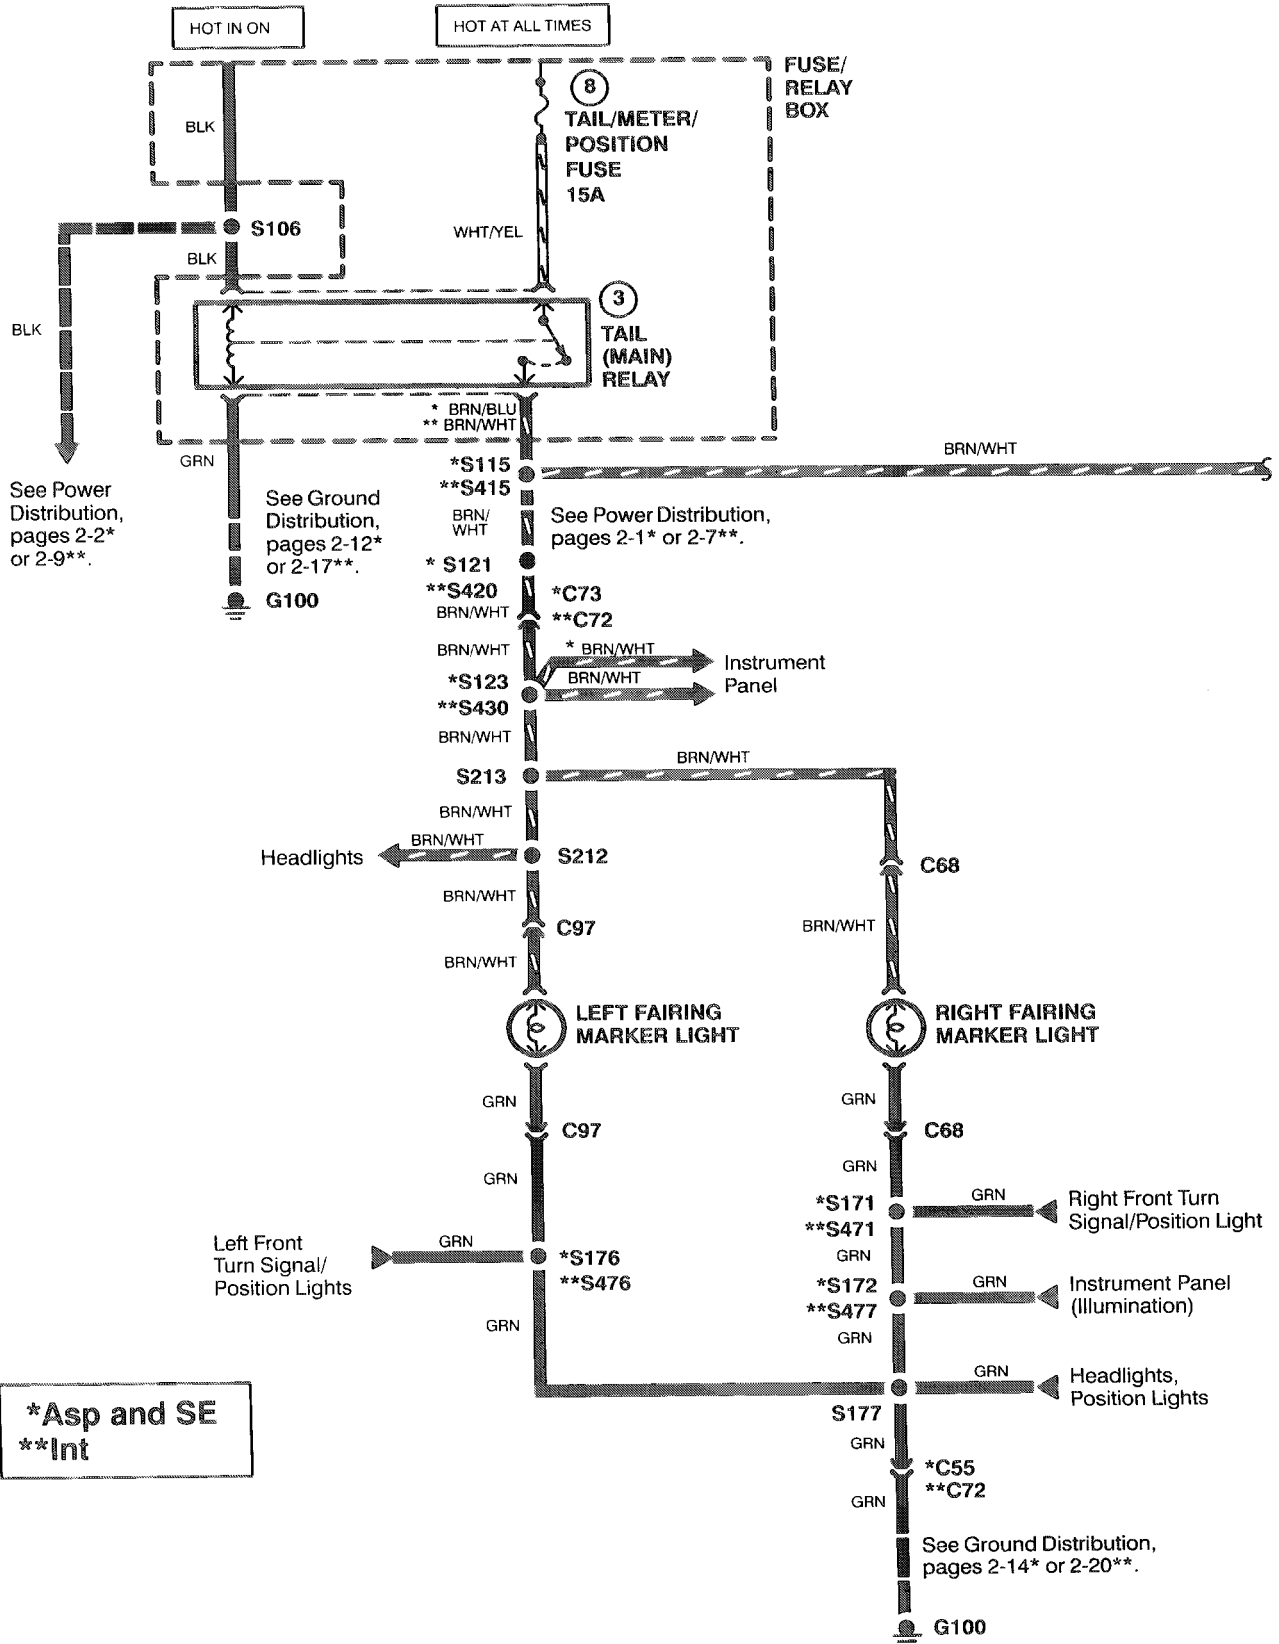 HOT IN ON
HOT AT ALL TIMES
FUSE/
RELAY
BOX
8
TAIL/METER/
POSITION
FUSE
15A
BLK
S106
WHT/YEL
BLK
3
TAIL
(MAIN)
RELAY
BLK
* BRN/BLU
** BRN/WHT
GRN
*S115
**S415
BRN/WHT
See Power
Distribution,
pages 2-2*
or 2-9**.
See Ground
Distribution,
pages 2-12*
or 2-17**.
BRN/
WHT
See Power Distribution,
pages 2-1* or 2-7**.
* S121
**S420
*C73
**C72
G100
BRN/WHT
BRN/WHT
* BRN/WHT
BRN/WHT
Instrument
Panel
*S123
**S430
BRN/WHT
S213
BRN/WHT
BRN/WHT
Headlights
BRN/WHT
S212
C68
BRN/WHT
C97
BRN/WHT
BRN/WHT
LEFT FAIRING
MARKER LIGHT
RIGHT FAIRING
MARKER LIGHT
GRN
GRN
C97
C68
GRN
GRN
*S171
**S471
GRN
Right Front Turn
Signal/Position Light
Left Front
Turn Signal/
Position Lights
GRN
*S176
**S476
GRN
*S172
**S477
GRN
Instrument Panel
(Illumination)
GRN
GRN
GRN
Headlights,
Position Lights
S177
*Asp and SE
**Int
GRN
*C55
**C72
GRN
See Ground Distribution,
pages 2-14* or 2-20**.
G100